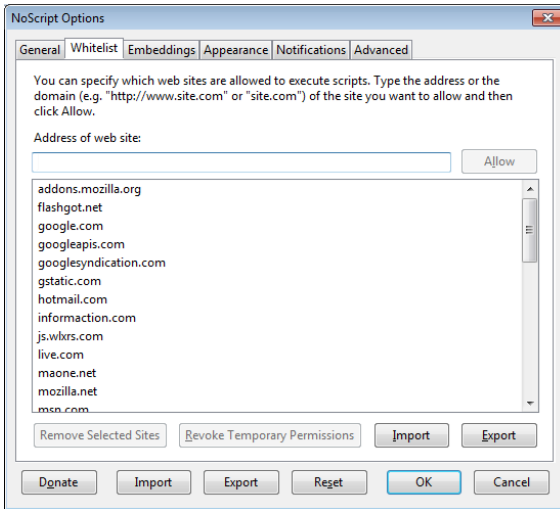 NoScript Options
General Whitelist Embeddings Appearance Notifications Advanced
You can specify which web sites are allowed to execute scripts. Type the address or the
domain (e.g. "http://www.site.com" or "site.com") of the site you want to allow and then
click Allow.
Address of web site:
Allow
addons.mozilla.org
flashgot.net
google.com
googleapis.com
googlesyndication.com
gstatic.com
hotmail.com
informaction.com
js.wlxrs.com
live.com
maone.net
mozilla.net
msn.com
Remove Selected Sites Revoke Temporary Permissions Import Export
Donate Import Export Reset OK Cancel